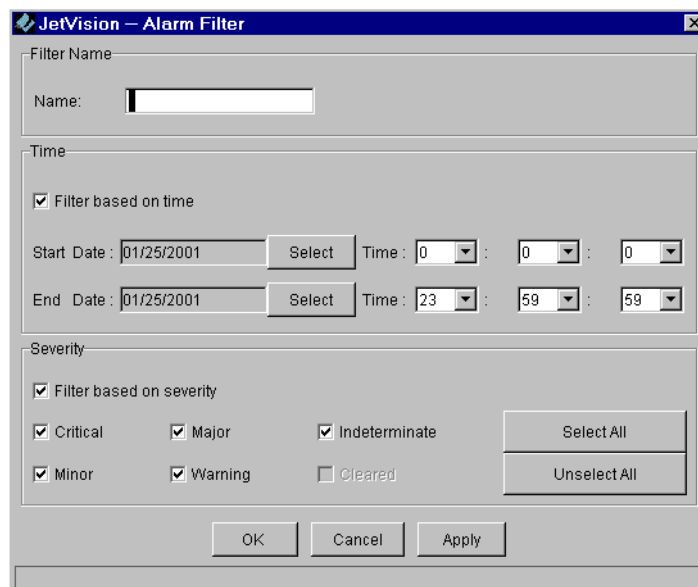 JetVision — Alarm Filter
Filter Name
Name:
Time
Filter based on time
Start Date : 01/25/2001 Select Time : 0 : 0 : 0
End Date : 01/25/2001 Select Time : 23 : 59 : 59
Severity
Filter based on severity
Critical Major Indeterminate Select All
Minor Warning Cleared Unselect All
OK Cancel Apply